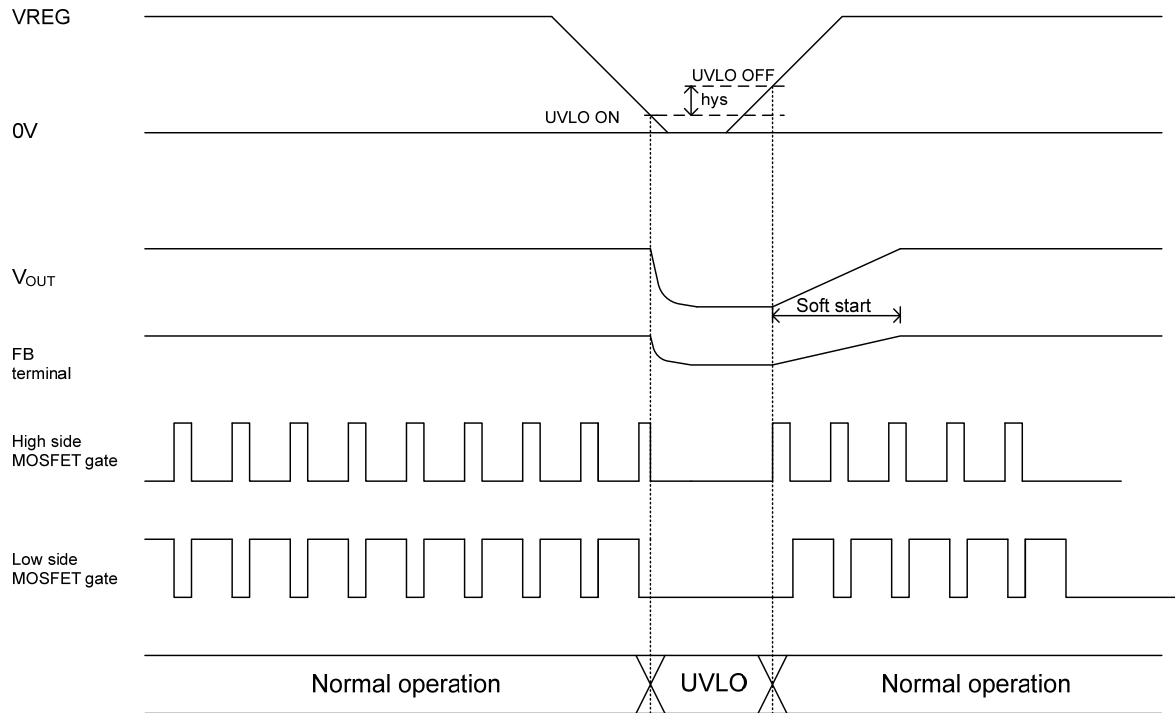 VREG
UVLO OFF
hys
UVLO ON
0V
VOUT
Soft start
FB
terminal
High side
MOSFET gate
Low side
MOSFET gate
Normal operation
UVLO
Normal operation